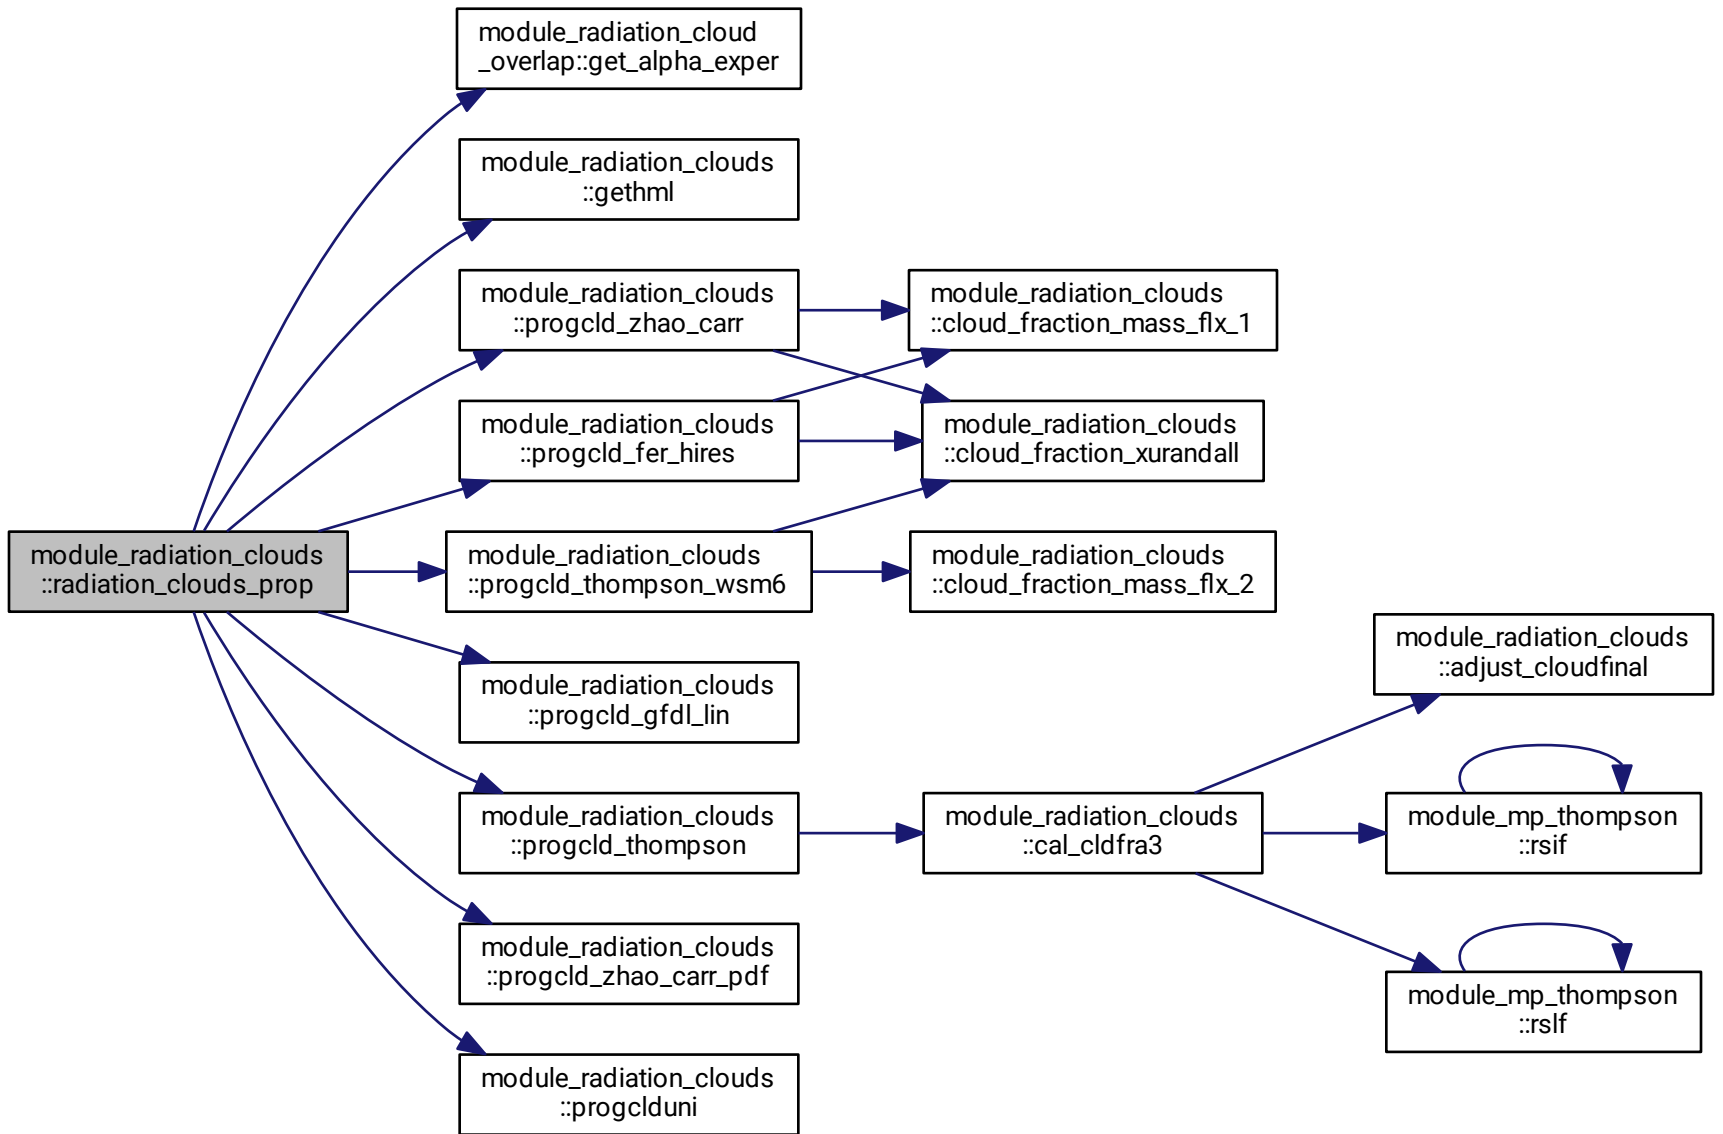 module_radiation_cloud
_overlap::get_alpha_exper
module_radiation_clouds
::gethml
module_radiation_clouds
::progcld_zhao_carr
module_radiation_clouds
::cloud_fraction_mass_flx_1
module_radiation_clouds
::progcld_fer_hires
module_radiation_clouds
::cloud_fraction_xurandall
module_radiation_clouds
::radiation_clouds_prop
module_radiation_clouds
::progcld_thompson_wsm6
module_radiation_clouds
::cloud_fraction_mass_flx_2
module_radiation_clouds
::adjust_cloudfinal
module_radiation_clouds
::progcld_gfdl_lin
module_radiation_clouds
::progcld_thompson
module_radiation_clouds
::cal_cldfra3
module_mp_thompson
::rsif
module_radiation_clouds
::progcld_zhao_carr_pdf
module_mp_thompson
::rslf
module_radiation_clouds
::progclduni